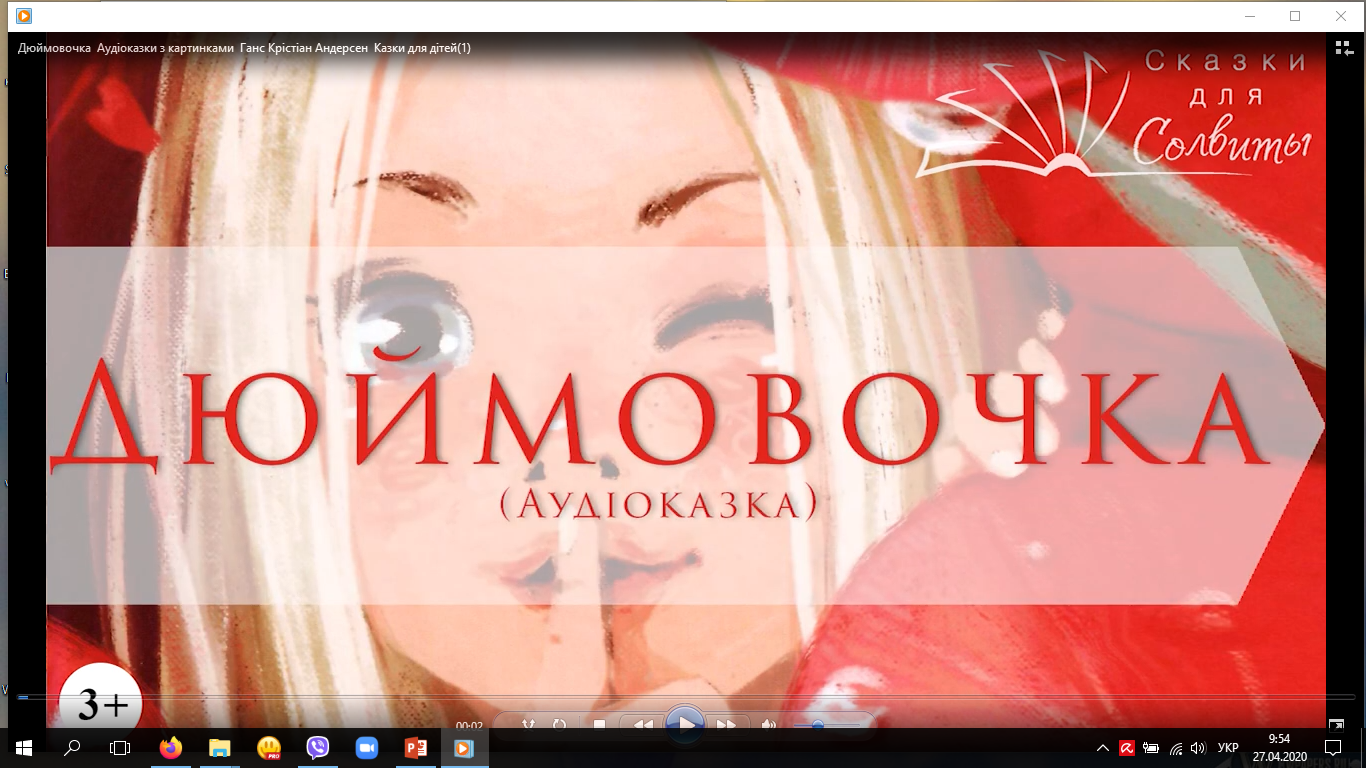 Дюймовочка  Аудіоказки з картинками  Ганс Крістіан Андерсен  Казки для дітей(1)
Сказки
для
Солвиты
Дюймовочка
(Аудіоказка)
3+
00:02
PRO
УКР
9:54
27.04.2020